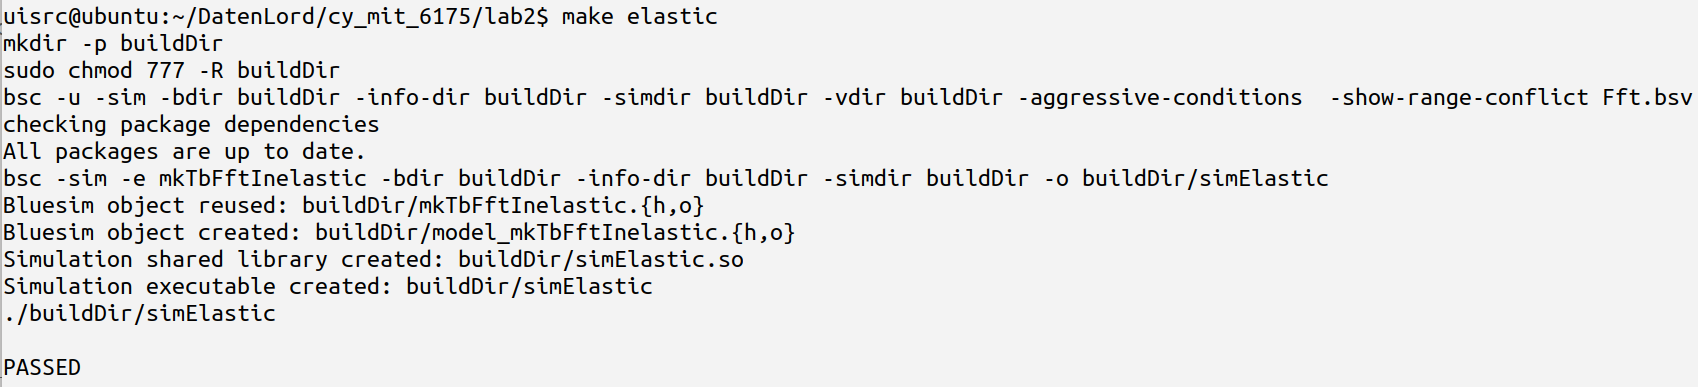 uisrc@ubuntu:~/DatenLord/cy_mit_6175/lab2$ make elastic
mkdir -p buildDir
sudo chmod 777 -R buildDir
bsc -u -sim -bdir buildDir -info-dir buildDir -simdir buildDir -vdir buildDir -aggressive-conditions  -show-range-conflict Fft.bsv
checking package dependencies
All packages are up to date.
bsc -sim -e mkTbFftInelastic -bdir buildDir -info-dir buildDir -simdir buildDir -o buildDir/simElastic
Bluesim object reused: buildDir/mkTbFftInelastic.{h,o}
Bluesim object created: buildDir/model_mkTbFftInelastic.{h,o}
Simulation shared library created: buildDir/simElastic.so
Simulation executable created: buildDir/simElastic
./buildDir/simElastic
PASSED